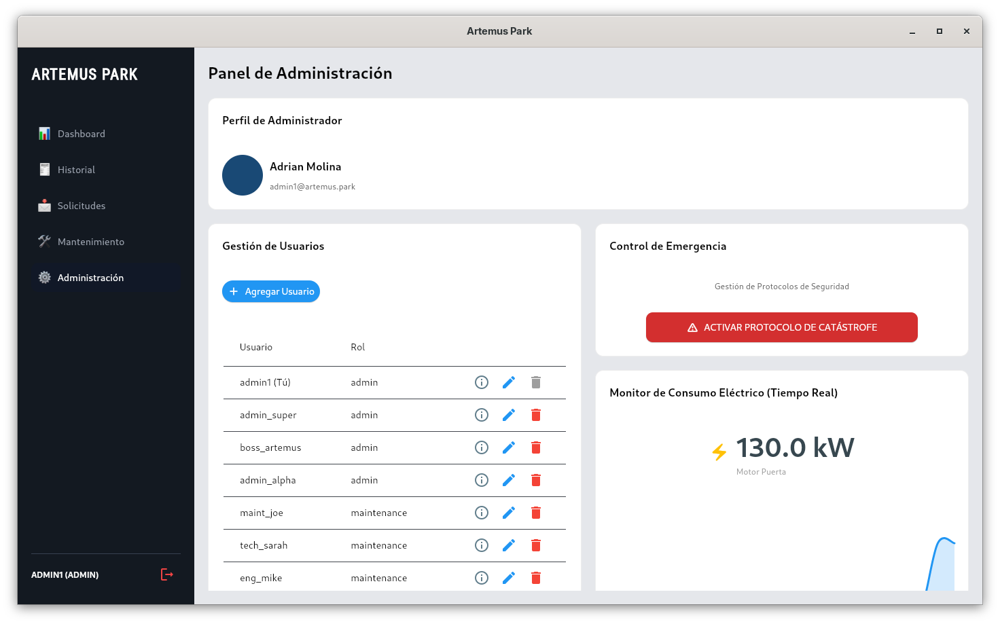 Artemus Park
ARTEMUS PARK
Dashboard
Historial
Solicitudes
Mantenimiento
Administración
ADMIN1 (ADMIN)
Panel de Administración
Perfil de Administrador
Adrian Molina
admin1@artemus.park
Gestión de Usuarios
+ Agregar Usuario
Usuario Rol
admin1 (Tú) admin
admin_super admin
boss_artemus admin
admin_alpha admin
maint_joe maintenance
tech_sarah maintenance
eng_mike maintenance
Control de Emergencia
Gestión de Protocolos de Seguridad
ACTIVAR PROTOCOLO DE CATÁSTROFE
Monitor de Consumo Eléctrico (Tiempo Real)
130.0 kW
Motor Puerta